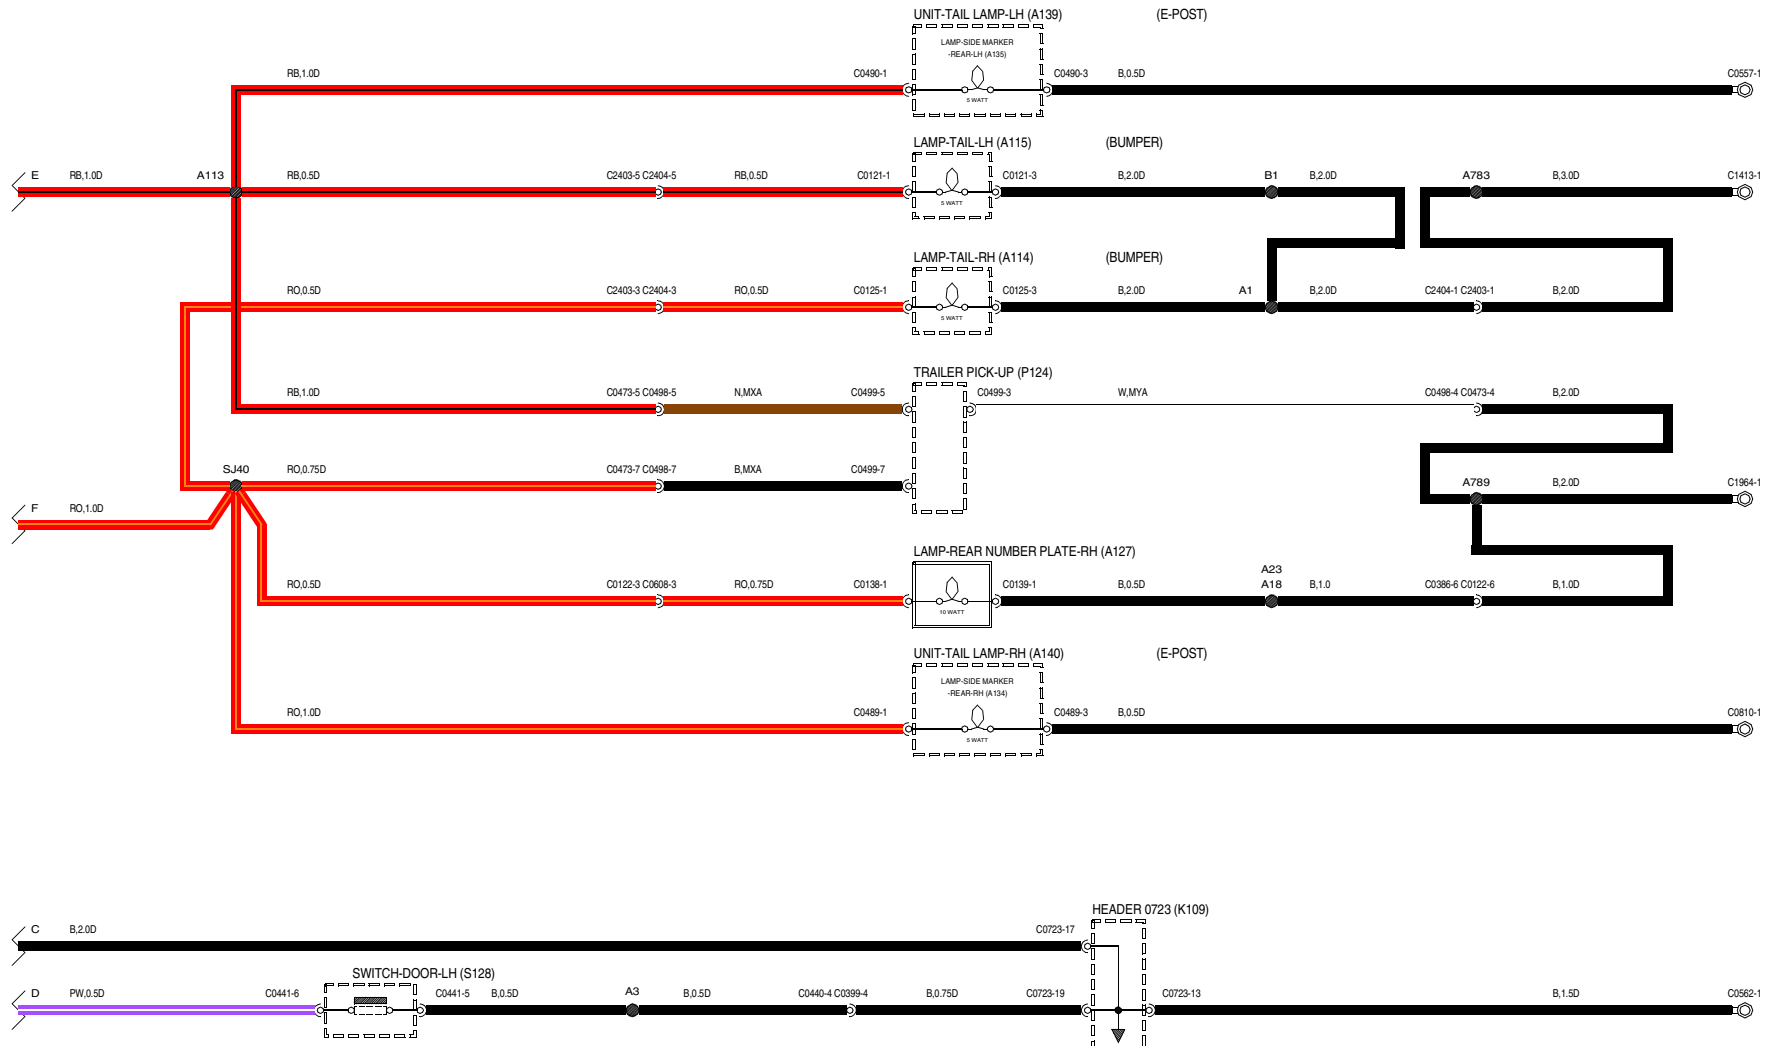 UNIT-TAIL LAMP-LH (A139) (E-POST)
LAMP-SIDE MARKER
-REAR-LH (A135)
RB,1.0D C0490-1 C0490-3 B,0.5D C0557-1
5 WATT
LAMP-TAIL-LH (A115) (BUMPER)
E RB,1.0D A113 RB,0.5D C2403-5 C2404-5 RB,0.5D C0121-1 C0121-3 B,2.0D B1 B,2.0D A783 B,3.0D C1413-1
5 WATT
LAMP-TAIL-RH (A114) (BUMPER)
RO,0.5D C2403-3 C2404-3 RO,0.5D C0125-1 C0125-3 B,2.0D A1 B,2.0D C2404-1 C2403-1 B,2.0D
5 WATT
TRAILER PICK-UP (P124)
RB,1.0D C0473-5 C0498-5 N,MXA C0499-5 C0499-3 W,MYA C0498-4 C0473-4 B,2.0D
SJ40 RO,0.75D C0473-7 C0498-7 B,MXA C0499-7
A789 B,2.0D C1964-1
F RO,1.0D
LAMP-REAR NUMBER PLATE-RH (A127)
A23
RO,0.5D C0122-3 C0608-3 RO,0.75D C0138-1 C0139-1 B,0.5D A18 B,1.0 C0386-6 C0122-6 B,1.0D
10 WATT
UNIT-TAIL LAMP-RH (A140) (E-POST)
LAMP-SIDE MARKER
-REAR-RH (A134)
RO,1.0D C0489-1 C0489-3 B,0.5D C0810-1
5 WATT
HEADER 0723 (K109)
C B,2.0D C0723-17
SWITCH-DOOR-LH (S128)
D PW,0.5D C0441-6 C0441-5 B,0.5D A3 B,0.5D C0440-4 C0399-4 B,0.75D C0723-19 C0723-13 B,1.5D C0562-1